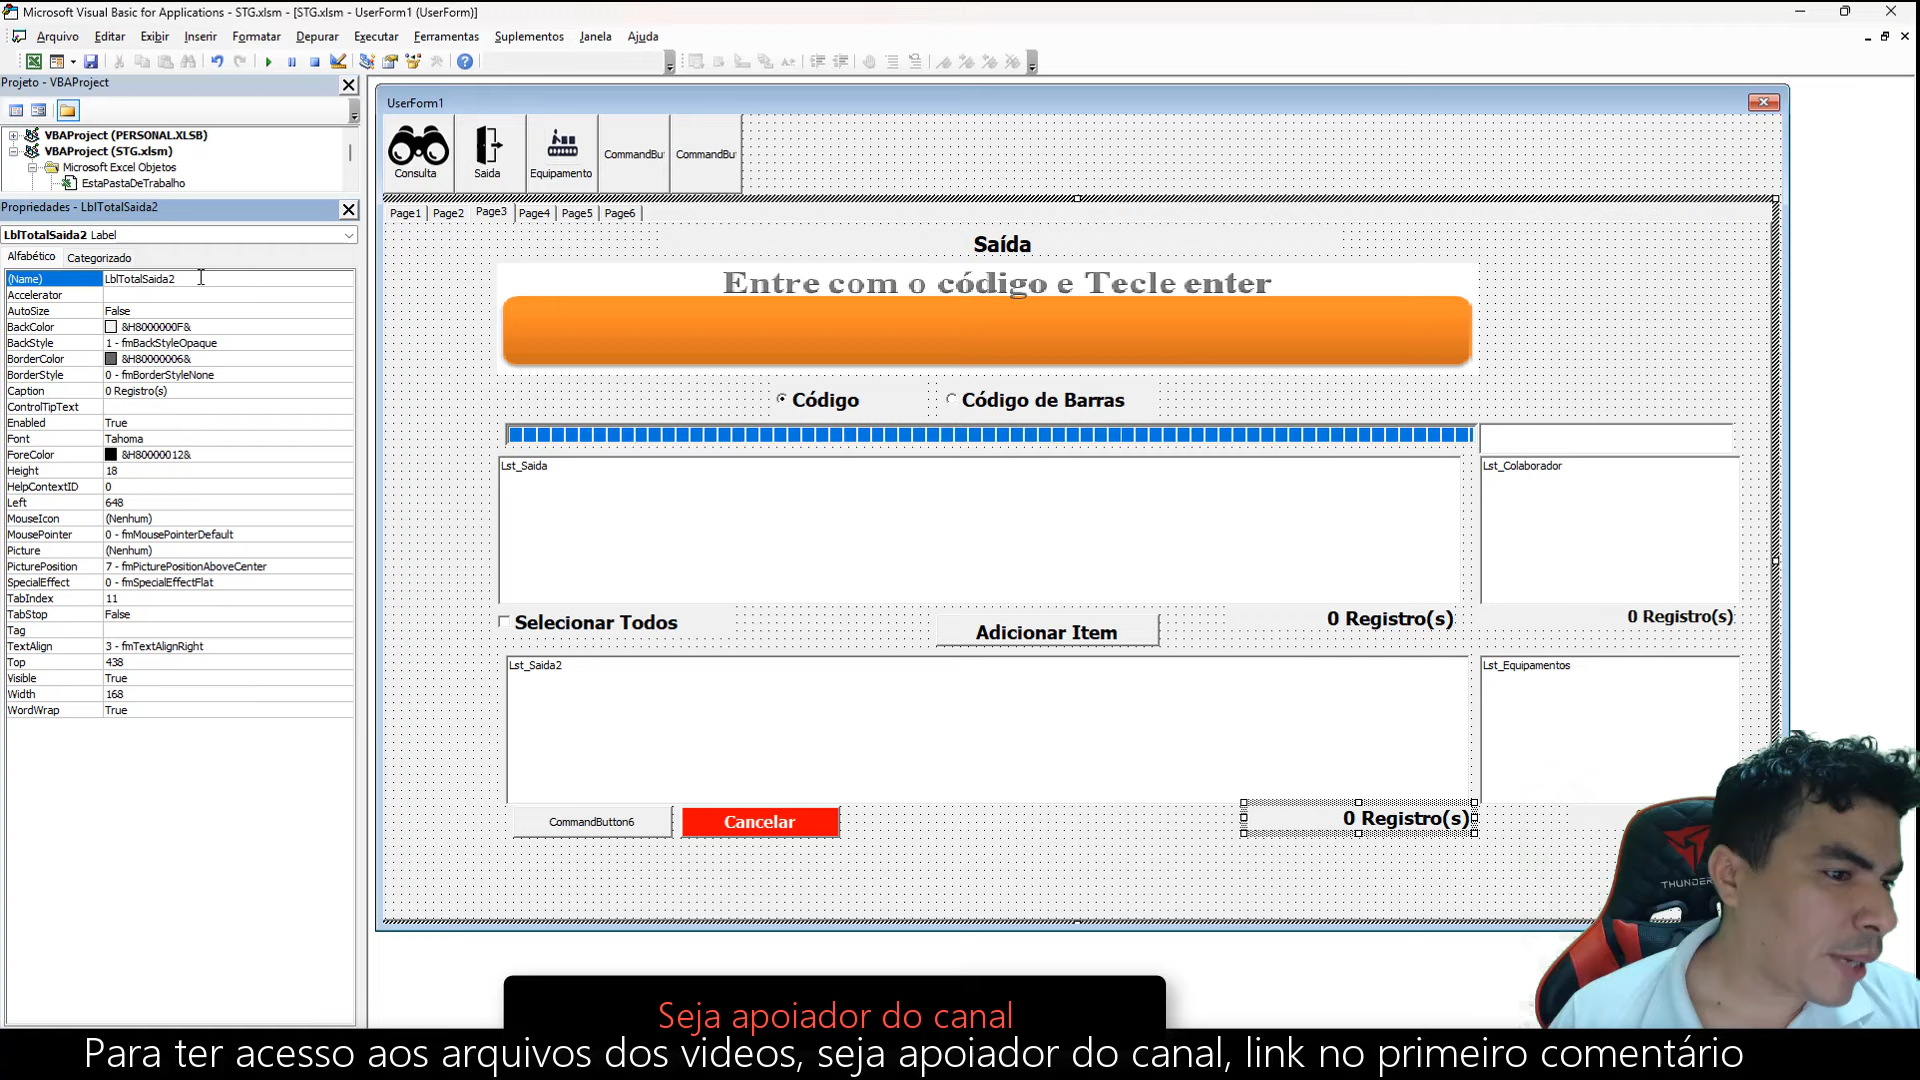 Microsoft Visual Basic for Applications - STG.xlsm - [STG.xlsm - UserForm1 (UserForm)]
Arquivo Editar Exibir Inserir Formatar Depurar Executar Ferramentas Suplementos Janela Ajuda
Projeto - VBAProject
VBAProject (PERSONAL.XLSB)
VBAProject (STG.xlsm)
Microsoft Excel Objetos
EstaPastaDeTrabalho
Propriedades - LblTotalSaida2
LblTotalSaida2 Label
Alfabético Categorizado
(Name) LblTotalSaida2
Accelerator
AutoSize False
BackColor &H8000000F&
BackStyle 1 - fmBackStyleOpaque
BorderColor &H80000006&
BorderStyle 0 - fmBorderStyleNone
Caption 0 Registro(s)
ControlTipText
Enabled True
Font Tahoma
ForeColor &H80000012&
Height 18
HelpContextID 0
Left 648
MouseIcon (Nenhum)
MousePointer 0 - fmMousePointerDefault
Picture (Nenhum)
PicturePosition 7 - fmPicturePositionAboveCenter
SpecialEffect 0 - fmSpecialEffectFlat
TabIndex 11
TabStop False
Tag
TextAlign 3 - fmTextAlignRight
Top 438
Visible True
Width 168
WordWrap True
UserForm1
Consulta Saida Equipamento CommandBu CommandBu
Page1 Page2 Page3 Page4 Page5 Page6
Saída
Entre com o código e Tecle enter
Código Código de Barras
Lst_Saida Lst_Colaborador
Selecionar Todos Adicionar Item 0 Registro(s) 0 Registro(s)
Lst_Saida2 Lst_Equipamentos
CommandButton6 Cancelar 0 Registro(s)
THUNDER
Seja apoiador do canal
Para ter acesso aos arquivos dos videos, seja apoiador do canal, link no primeiro comentário